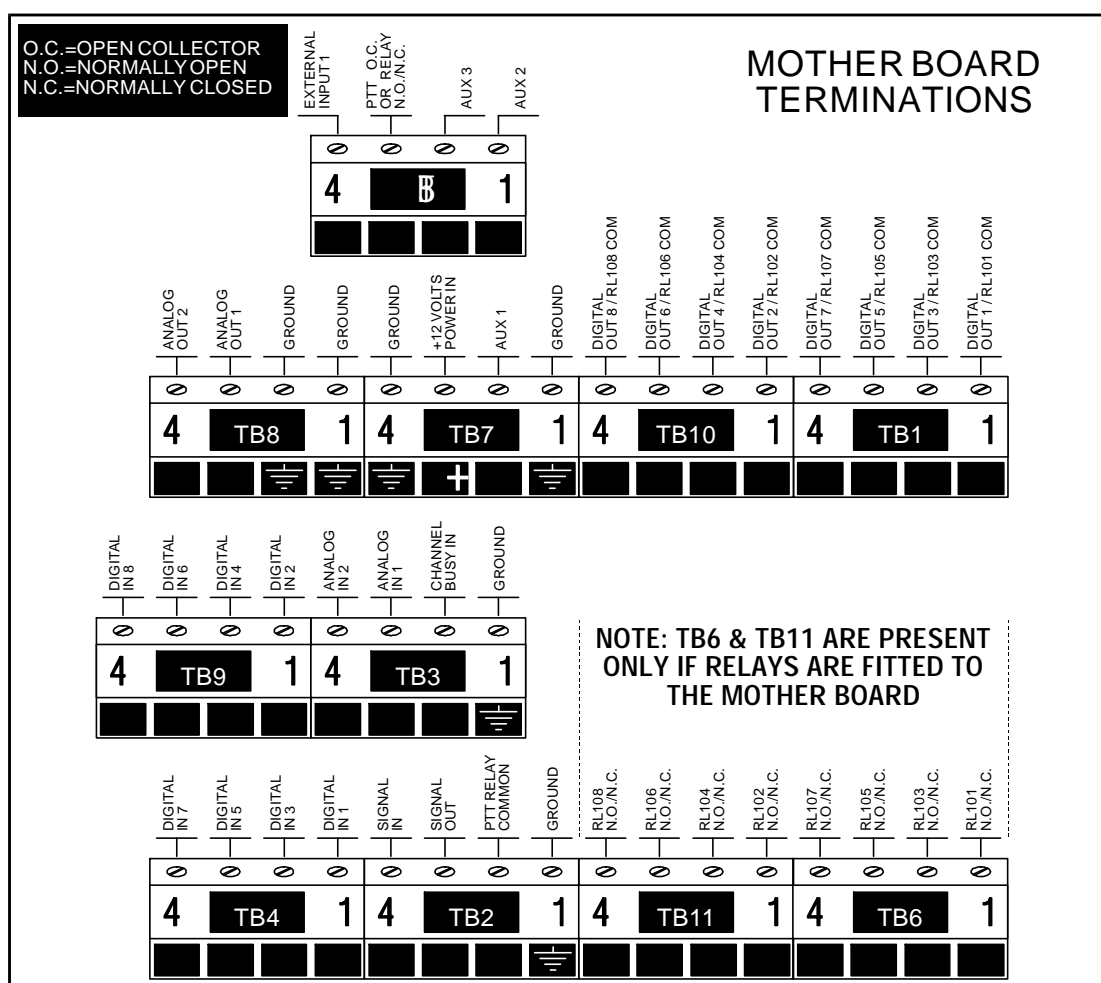 O.C.=OPEN COLLECTOR
N.O.=NORMALLY OPEN
N.C.=NORMALLY CLOSED
MOTHER BOARD
TERMINATIONS
EXTERNAL
INPUT 1
PTT O.C.
OR RELAY
N.O./N.C.
AUX 3
AUX 2
4
1
ANALOG
OUT 2
ANALOG
OUT 1
GROUND
GROUND
GROUND
+12 VOLTS
POWER IN
AUX 1
GROUND
DIGITAL
OUT 8 / RL108 COM
DIGITAL
OUT 6 / RL106 COM
DIGITAL
OUT 4 / RL104 COM
DIGITAL
OUT 2 / RL102 COM
DIGITAL
OUT 7 / RL107 COM
DIGITAL
OUT 5 / RL105 COM
DIGITAL
OUT 3 / RL103 COM
DIGITAL
OUT 1 / RL101 COM
4 TB8 1 4 TB7 1 4 TB10 1 4 TB1 1
+
DIGITAL
IN 8
DIGITAL
IN 6
DIGITAL
IN 4
DIGITAL
IN 2
ANALOG
IN 2
ANALOG
IN 1
CHANNEL
BUSY IN
GROUND
4 TB9 1 4 TB3 1
NOTE: TB6 & TB11 ARE PRESENT
ONLY IF RELAYS ARE FITTED TO
THE MOTHER BOARD
DIGITAL
IN 7
DIGITAL
IN 5
DIGITAL
IN 3
DIGITAL
IN 1
SIGNAL
IN
SIGNAL
OUT
PTT RELAY
COMMON
GROUND
RL108
N.O./N.C.
RL106
N.O./N.C.
RL104
N.O./N.C.
RL102
N.O./N.C.
RL107
N.O./N.C.
RL105
N.O./N.C.
RL103
N.O./N.C.
RL101
N.O./N.C.
4 TB4 1 4 TB2 1 4 TB11 1 4 TB6 1